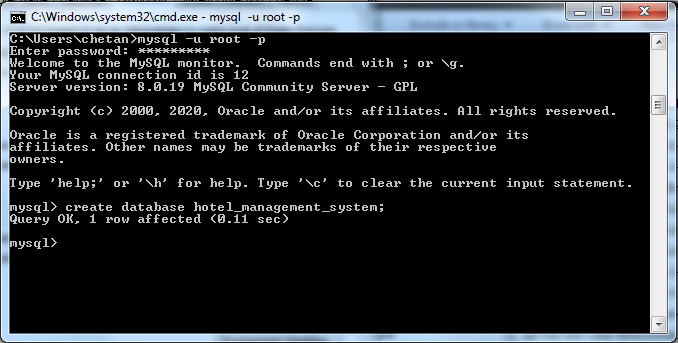 C:\Windows\system32\cmd.exe - mysql -u root -p
C:\Users\chetan>mysql -u root -p
Enter password: *********
Welcome to the MySQL monitor.  Commands end with ; or \g.
Your MySQL connection id is 12
Server version: 8.0.19 MySQL Community Server - GPL
Copyright (c) 2000, 2020, Oracle and/or its affiliates. All rights reserved.
Oracle is a registered trademark of Oracle Corporation and/or its
affiliates. Other names may be trademarks of their respective
owners.
Type 'help;' or '\h' for help. Type '\c' to clear the current input statement.
mysql> create database hotel_management_system;
Query OK, 1 row affected (0.11 sec)
mysql>